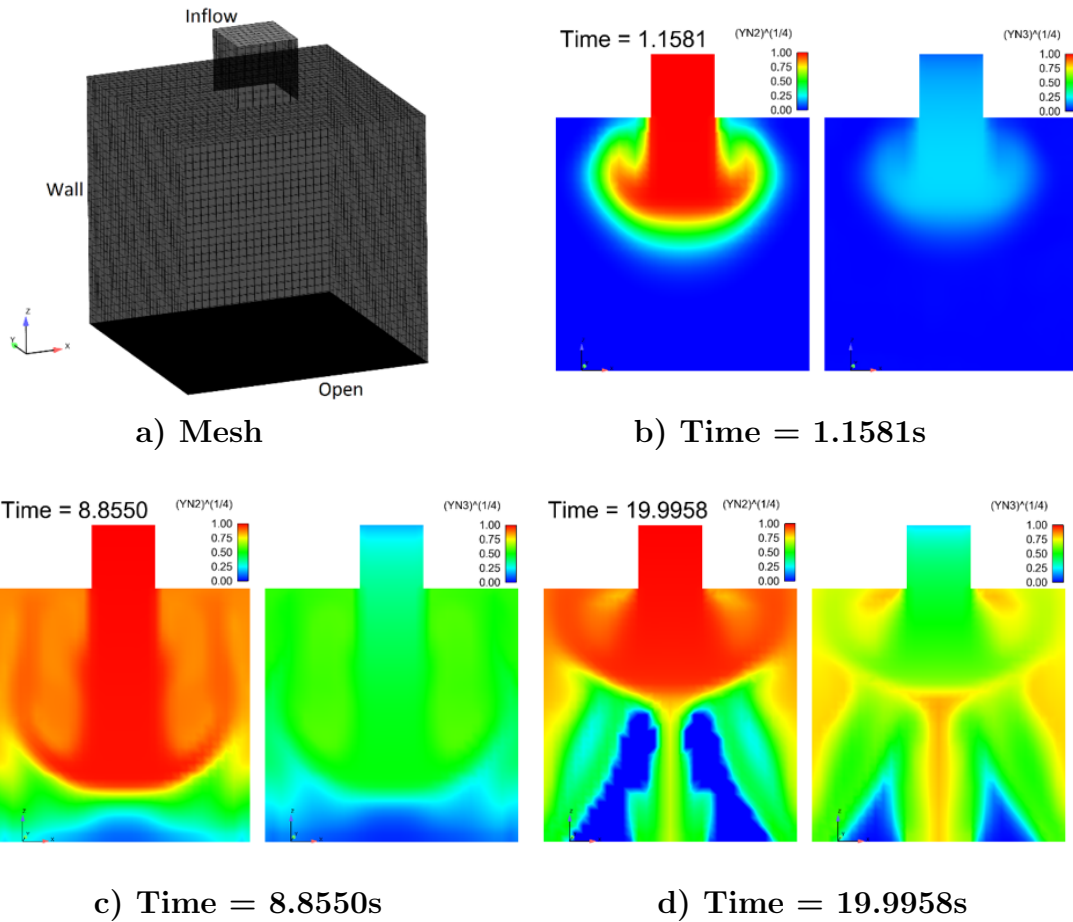 Inflow
Wall
Open
z
Y
x
a) Mesh
Time = 1.1581
(YN2)^(1/4)
1.00
0.75
0.50
0.25
0.00
(YN3)^(1/4)
1.00
0.75
0.50
0.25
0.00
b) Time = 1.1581s
Time = 8.8550
(YN2)^(1/4)
1.00
0.75
0.50
0.25
0.00
(YN3)^(1/4)
1.00
0.75
0.50
0.25
0.00
c) Time = 8.8550s
Time = 19.9958
(YN2)^(1/4)
1.00
0.75
0.50
0.25
0.00
(YN3)^(1/4)
1.00
0.75
0.50
0.25
0.00
d) Time = 19.9958s